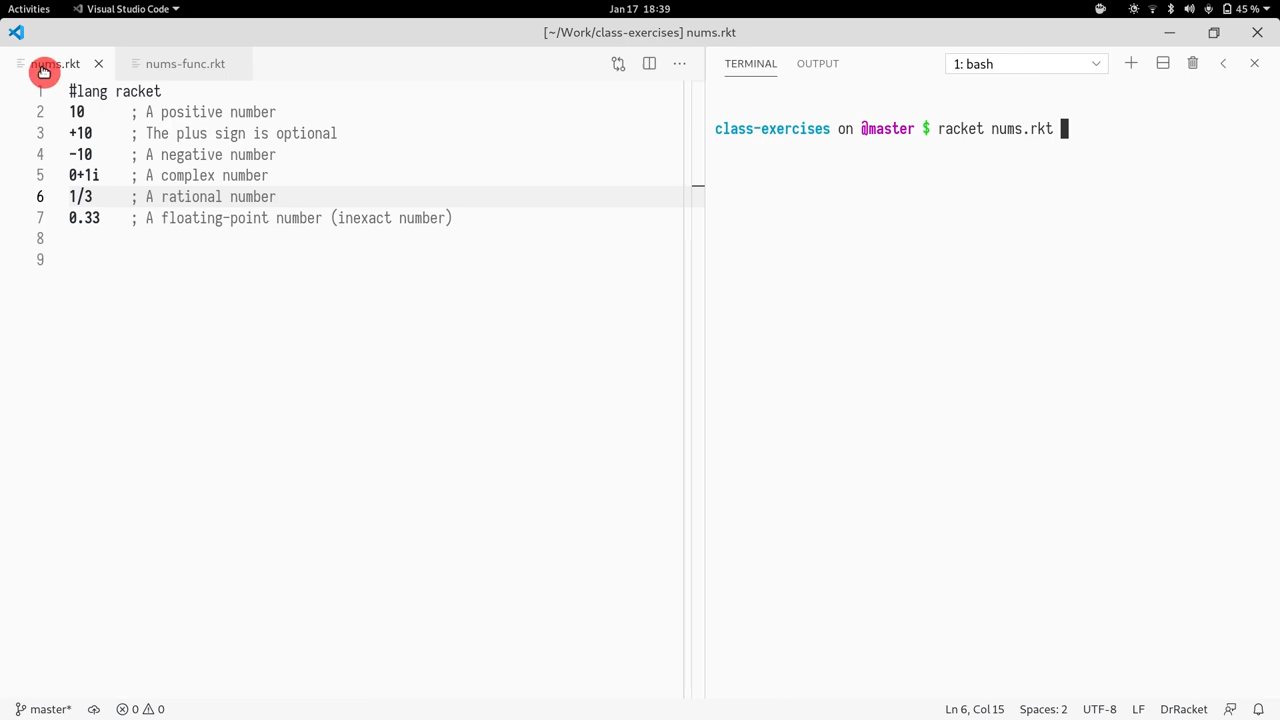 Activities
Visual Studio Code
Jan 17 18:39
45 %
[~/Work/class-exercises] nums.rkt
nums.rkt
nums-func.rkt
TERMINAL
OUTPUT
1: bash
1 #lang racket
2 10 ; A positive number
3 +10 ; The plus sign is optional
4 -10 ; A negative number
5 0+1i ; A complex number
6 1/3 ; A rational number
7 0.33 ; A floating-point number (inexact number)
8
9
class-exercises on @master $ racket nums.rkt
master*
0
0
Ln 6, Col 15
Spaces: 2
UTF-8
LF
DrRacket